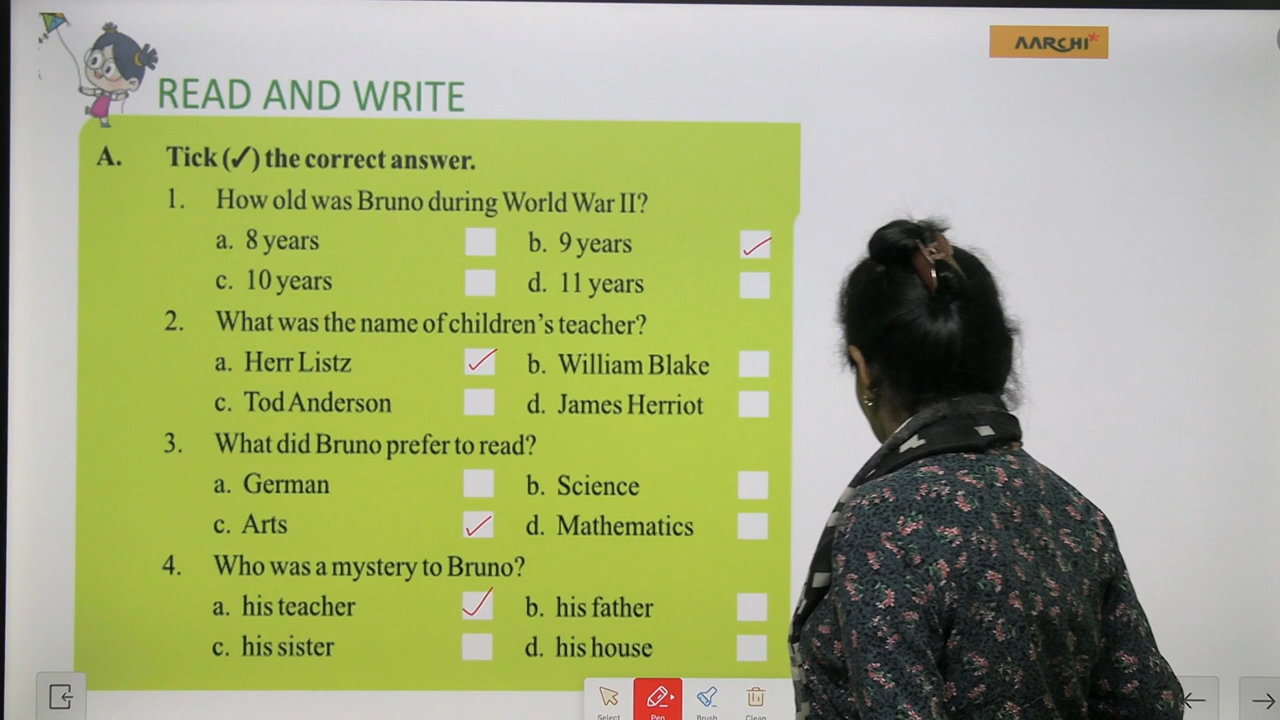 AARCHI*
READ AND WRITE
A. Tick (✓) the correct answer.
1. How old was Bruno during World War II?
a. 8 years b. 9 years ✓
c. 10 years d. 11 years
2. What was the name of children's teacher?
a. Herr Listz ✓ b. William Blake
c. Tod Anderson d. James Herriot
3. What did Bruno prefer to read?
a. German b. Science
c. Arts ✓ d. Mathematics
4. Who was a mystery to Bruno?
a. his teacher ✓ b. his father
c. his sister d. his house
Select Pen Brush Clean